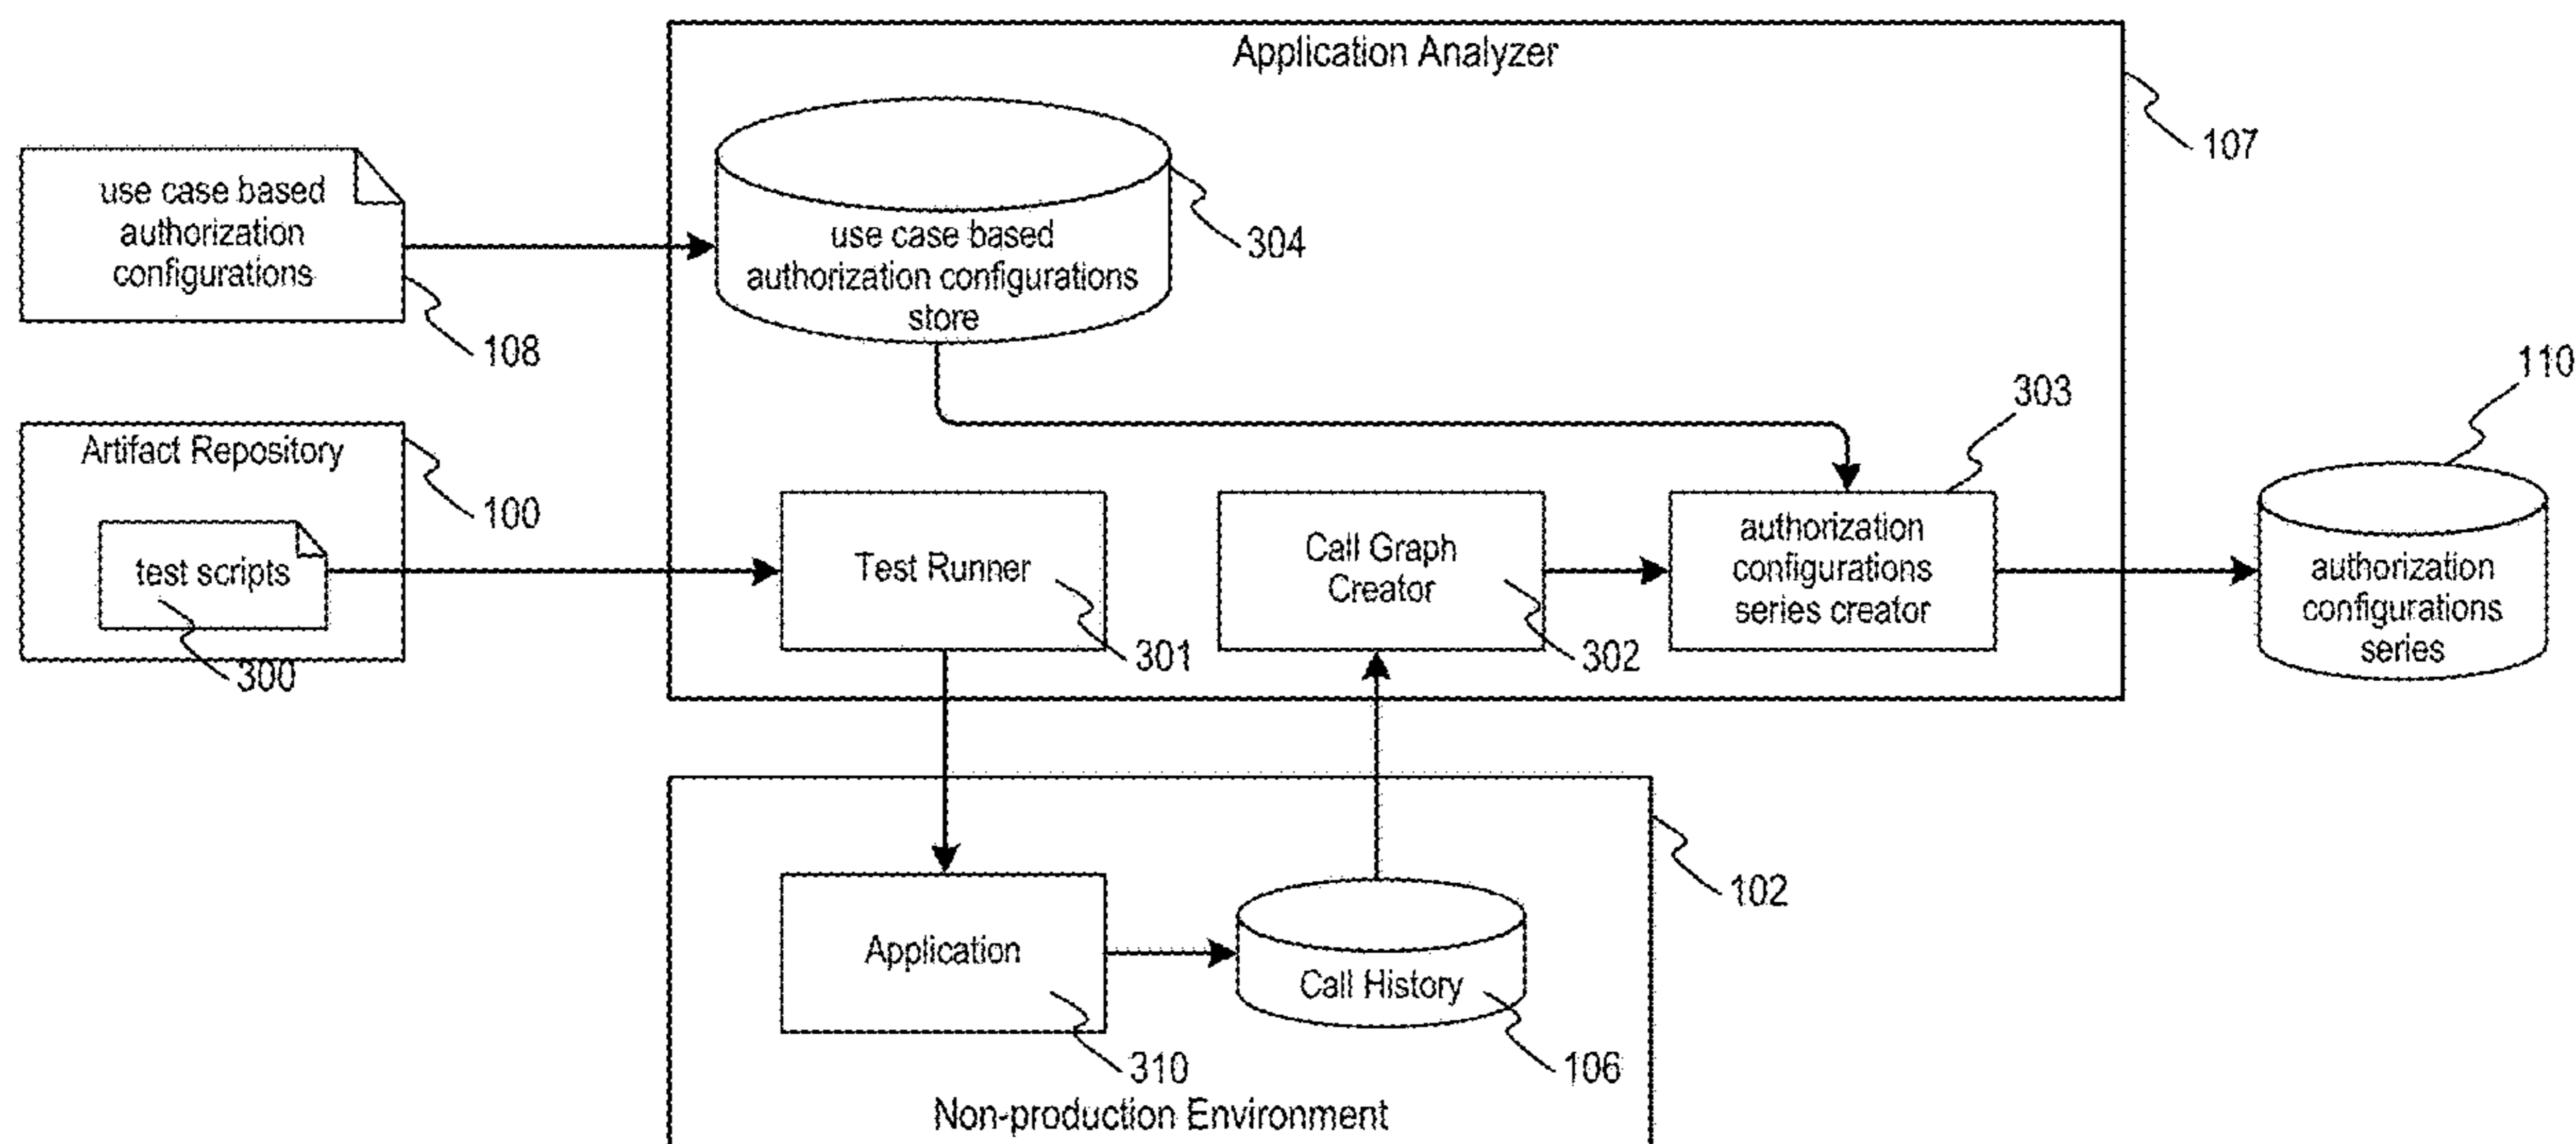 Application Analyzer
107
use case based
authorization
configurations
108
use case based
authorization configurations
store
304
Artifact Repository
100
test scripts
300
Test Runner
301
Call Graph
Creator
302
303
authorization
configurations
series creator
110
authorization
configurations
series
102
Application
310
Call History
106
Non-production Environment